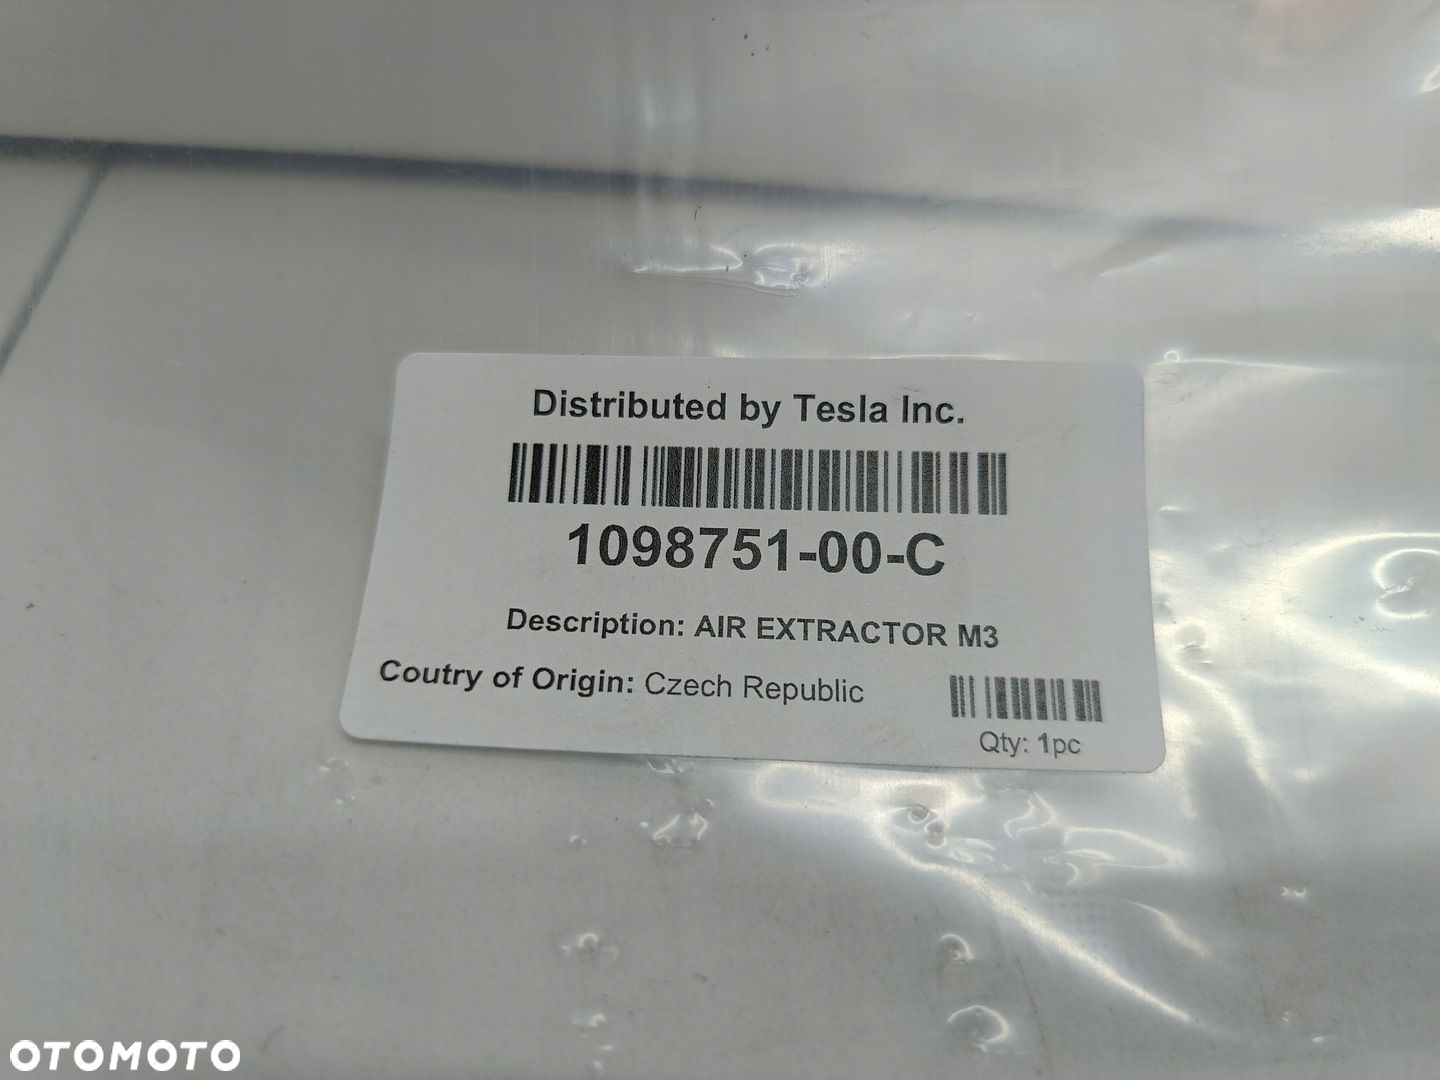 Distributed by Tesla Inc.
1098751-00-C
Description: AIR EXTRACTOR M3
Coutry of Origin: Czech Republic
Qty: 1pc
OTOMOTO